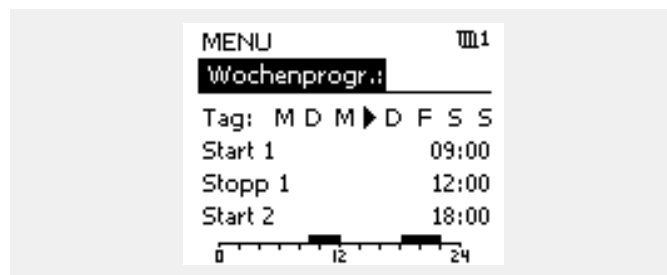 MENU 1
Wochenprogr.:
Tag: M D M ▶ D F S S
Start 1 09:00
Stopp 1 12:00
Start 2 18:00
0 12 24